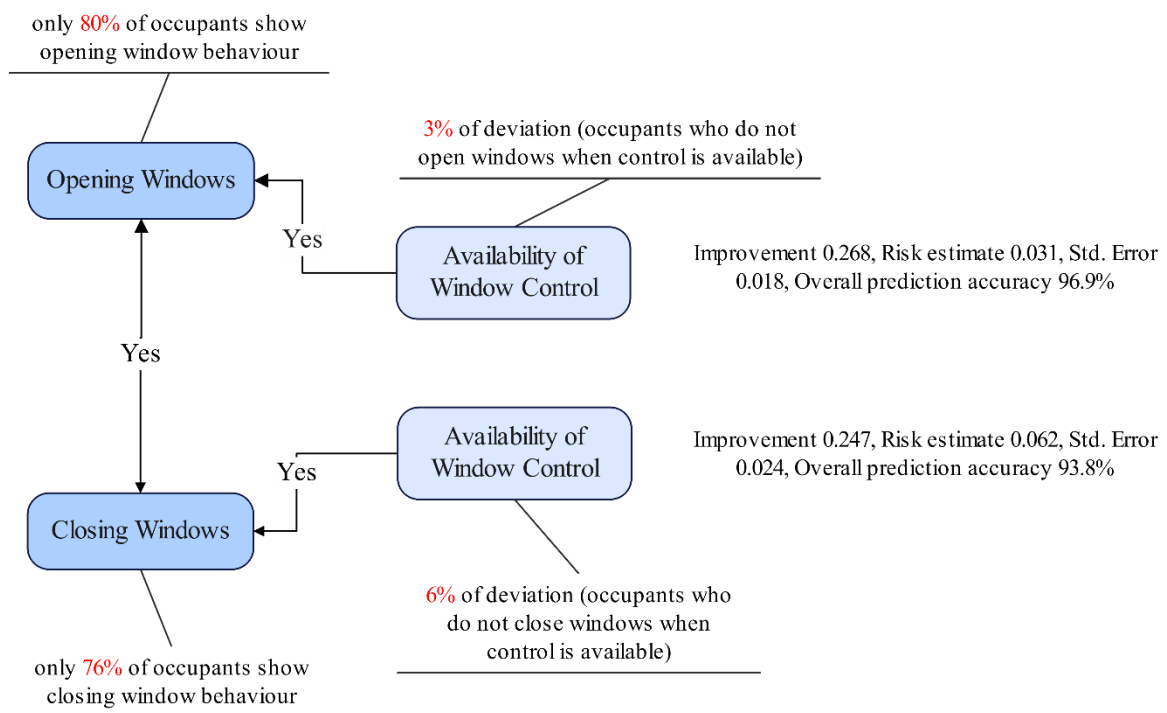 only 80% of occupants show
opening window behaviour
3% of deviation (occupants who do not
open windows when control is available)
Opening Windows
Yes
Availability of
Window Control
Improvement 0.268, Risk estimate 0.031, Std. Error
0.018, Overall prediction accuracy 96.9%
Yes
Availability of
Window Control
Improvement 0.247, Risk estimate 0.062, Std. Error
0.024, Overall prediction accuracy 93.8%
Yes
Closing Windows
6% of deviation (occupants who
do not close windows when
control is available)
only 76% of occupants show
closing window behaviour